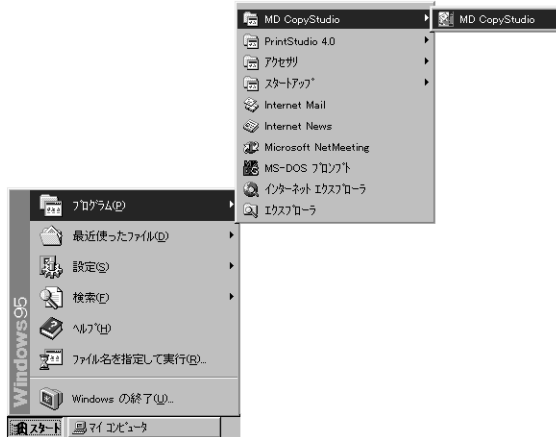 MD CopyStudio
MD CopyStudio
PrintStudio 4.0
ｱｸｾｻﾘ
ｽﾀｰﾄｱｯﾌﾟ
Internet Mail
Internet News
Microsoft NetMeeting
MS-DOS ﾌﾟﾛﾝﾌﾟﾄ
ｲﾝﾀｰﾈｯﾄ ｴｸｽﾌﾟﾛｰﾗ
ｴｸｽﾌﾟﾛｰﾗ
ﾌﾟﾛｸﾞﾗﾑ(P)
最近使ったﾌｧｲﾙ(D)
設定(S)
検索(F)
ﾍﾙﾌﾟ(H)
ﾌｧｲﾙ名を指定して実行(R)...
Windows の終了(U)...
Windows95
ｽﾀｰﾄ
ﾏｲ ｺﾝﾋﾟｭｰﾀ